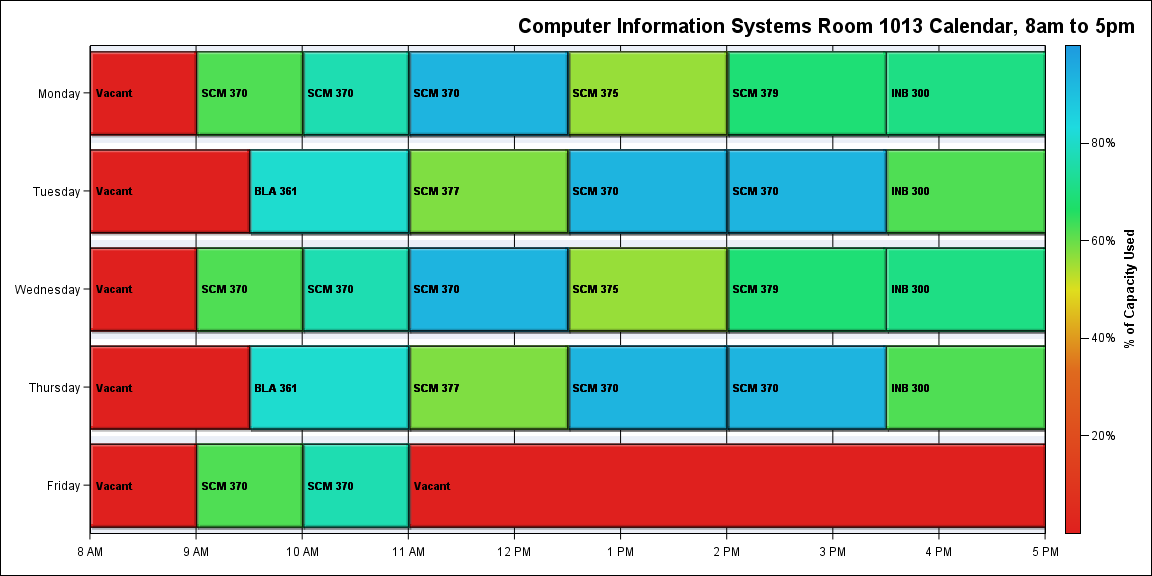 Computer Information Systems Room 1013 Calendar, 8am to 5pm
Monday
Vacant
SCM 370
SCM 370
SCM 370
SCM 375
SCM 379
INB 300
Tuesday
Vacant
BLA 361
SCM 377
SCM 370
SCM 370
INB 300
Wednesday
Vacant
SCM 370
SCM 370
SCM 370
SCM 375
SCM 379
INB 300
Thursday
Vacant
BLA 361
SCM 377
SCM 370
SCM 370
INB 300
Friday
Vacant
SCM 370
SCM 370
Vacant
8 AM
9 AM
10 AM
11 AM
12 PM
1 PM
2 PM
3 PM
4 PM
5 PM
80%
60%
40%
20%
% of Capacity Used